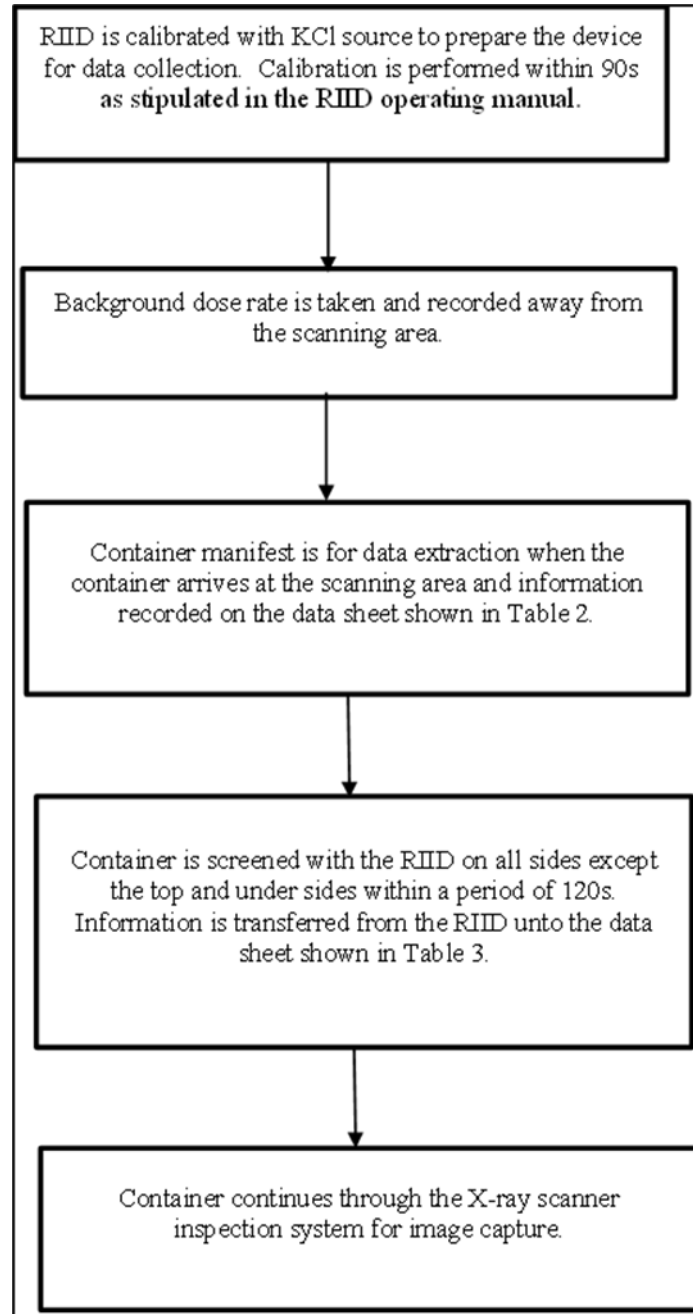 RIID is calibrated with KCl source to prepare the device
for data collection.  Calibration is performed within 90s
as stipulated in the RIID operating manual.
Background dose rate is taken and recorded away from
the scanning area.
Container manifest is for data extraction when the
container arrives at the scanning area and information
recorded on the data sheet shown in Table 2.
Container is screened with the RIID on all sides except
the top and under sides within a period of 120s.
Information is transferred from the RIID unto the data
sheet shown in Table 3.
Container continues through the X-ray scanner
inspection system for image capture.